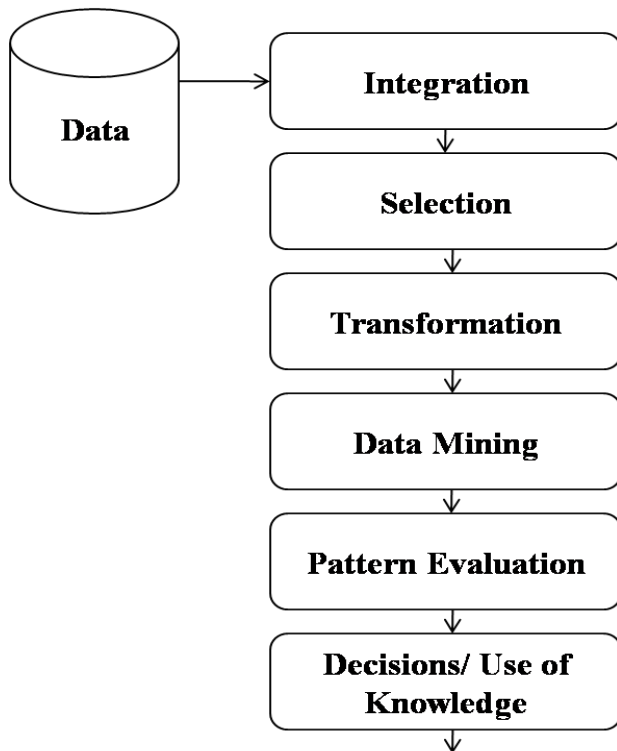 Data
Integration
Selection
Transformation
Data Mining
Pattern Evaluation
Decisions/ Use of
Knowledge